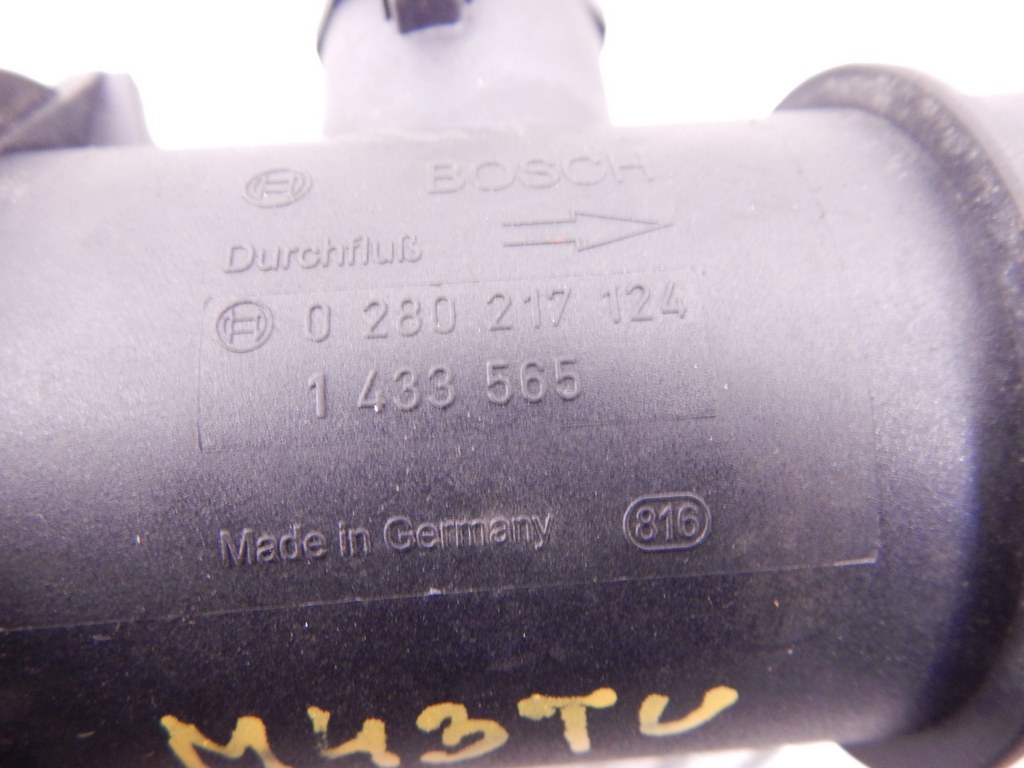 BOSCH
Durchfluß
0 280 217 124
1 433 565
Made in Germany 816
M43TU